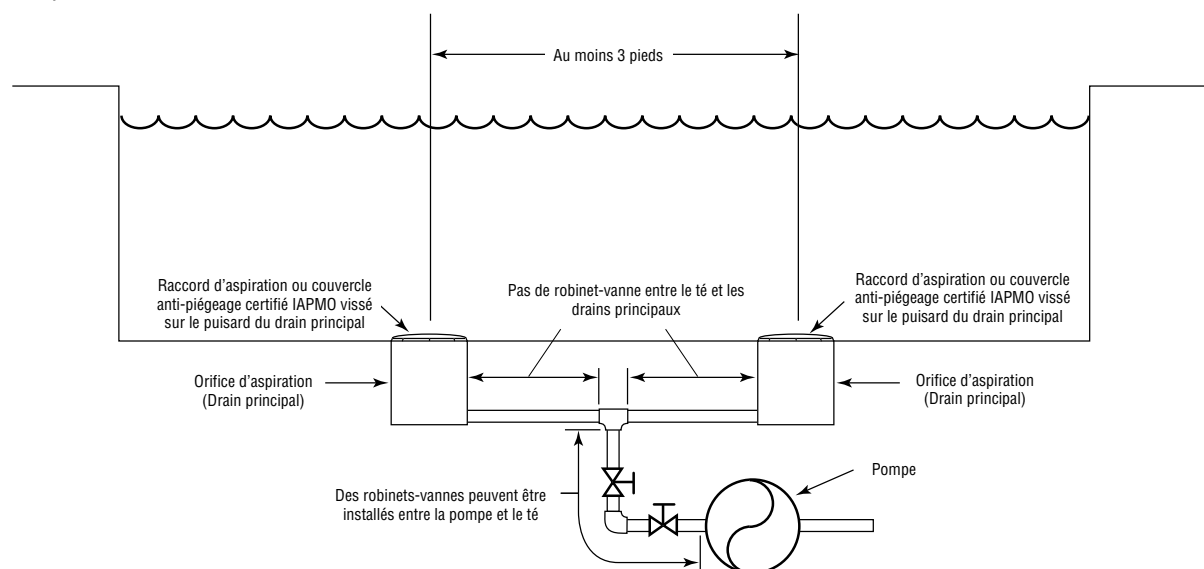 Au moins 3 pieds
Raccord d'aspiration ou couvercle
anti-piégeage certifié IAPMO vissé
sur le puisard du drain principal
Pas de robinet-vanne entre le té et les
drains principaux
Raccord d'aspiration ou couvercle
anti-piégeage certifié IAPMO vissé
sur le puisard du drain principal
Orifice d'aspiration
(Drain principal)
Orifice d'aspiration
(Drain principal)
Pompe
Des robinets-vannes peuvent être
installés entre la pompe et le té